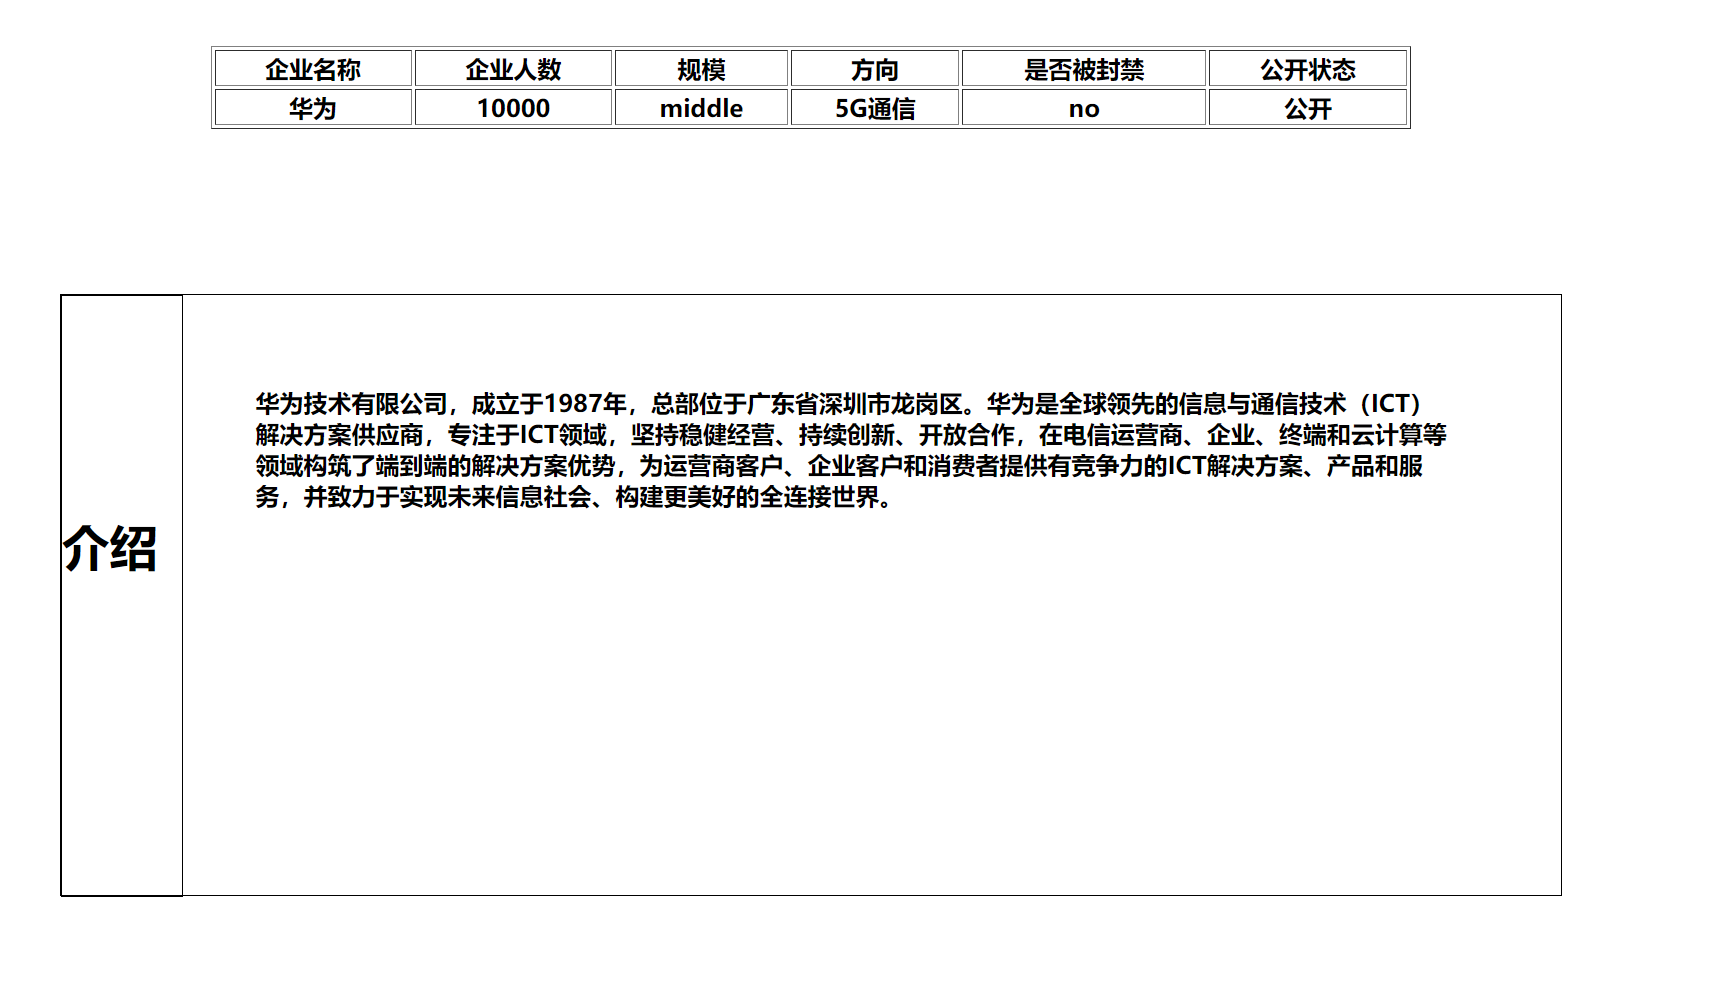 企业名称 企业人数 规模 方向 是否被封禁 公开状态
华为 10000 middle 5G通信 no 公开
华为技术有限公司，成立于1987年，总部位于广东省深圳市龙岗区。华为是全球领先的信息与通信技术（ICT）
解决方案供应商，专注于ICT领域，坚持稳健经营、持续创新、开放合作，在电信运营商、企业、终端和云计算等
领域构筑了端到端的解决方案优势，为运营商客户、企业客户和消费者提供有竞争力的ICT解决方案、产品和服
务，并致力于实现未来信息社会、构建更美好的全连接世界。
介绍